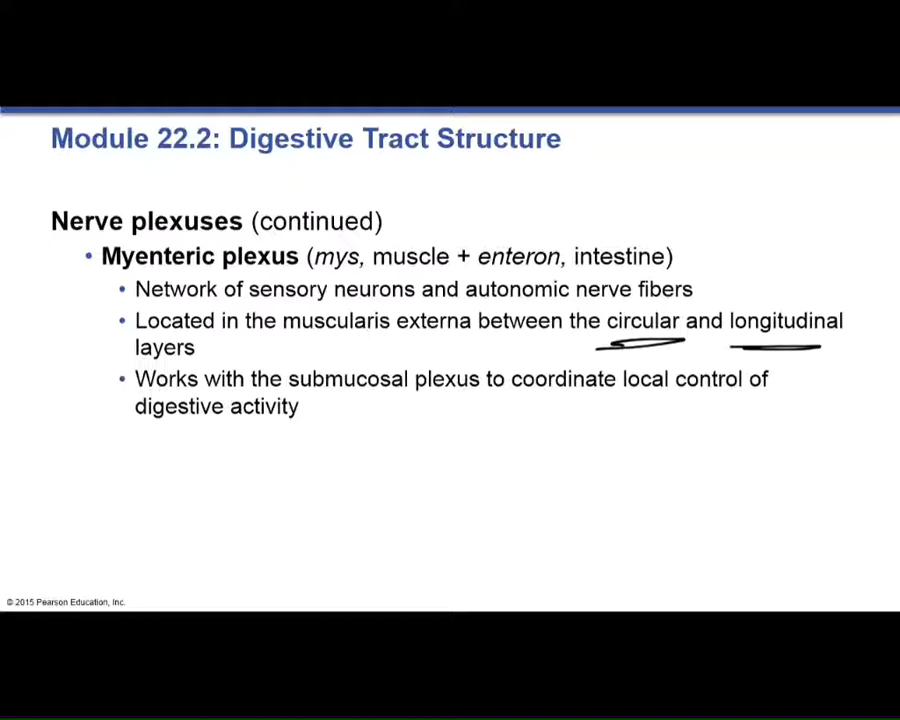 Module 22.2: Digestive Tract Structure
Nerve plexuses (continued)
• Myenteric plexus (mys, muscle + enteron, intestine)
• Network of sensory neurons and autonomic nerve fibers
• Located in the muscularis externa between the circular and longitudinal
layers
• Works with the submucosal plexus to coordinate local control of
digestive activity
© 2015 Pearson Education, Inc.